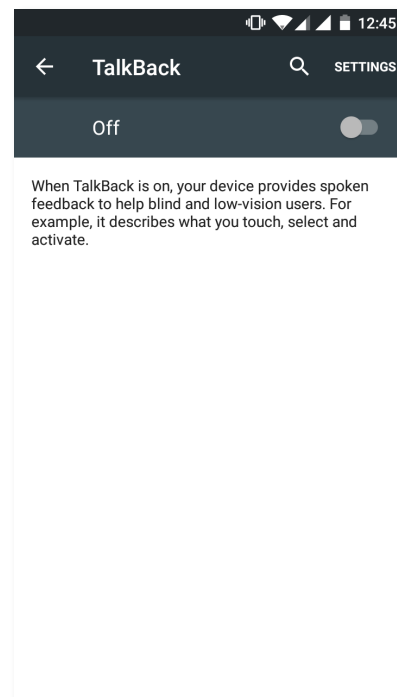 12:45
TalkBack
SETTINGS
Off
When TalkBack is on, your device provides spoken
feedback to help blind and low-vision users. For
example, it describes what you touch, select and
activate.